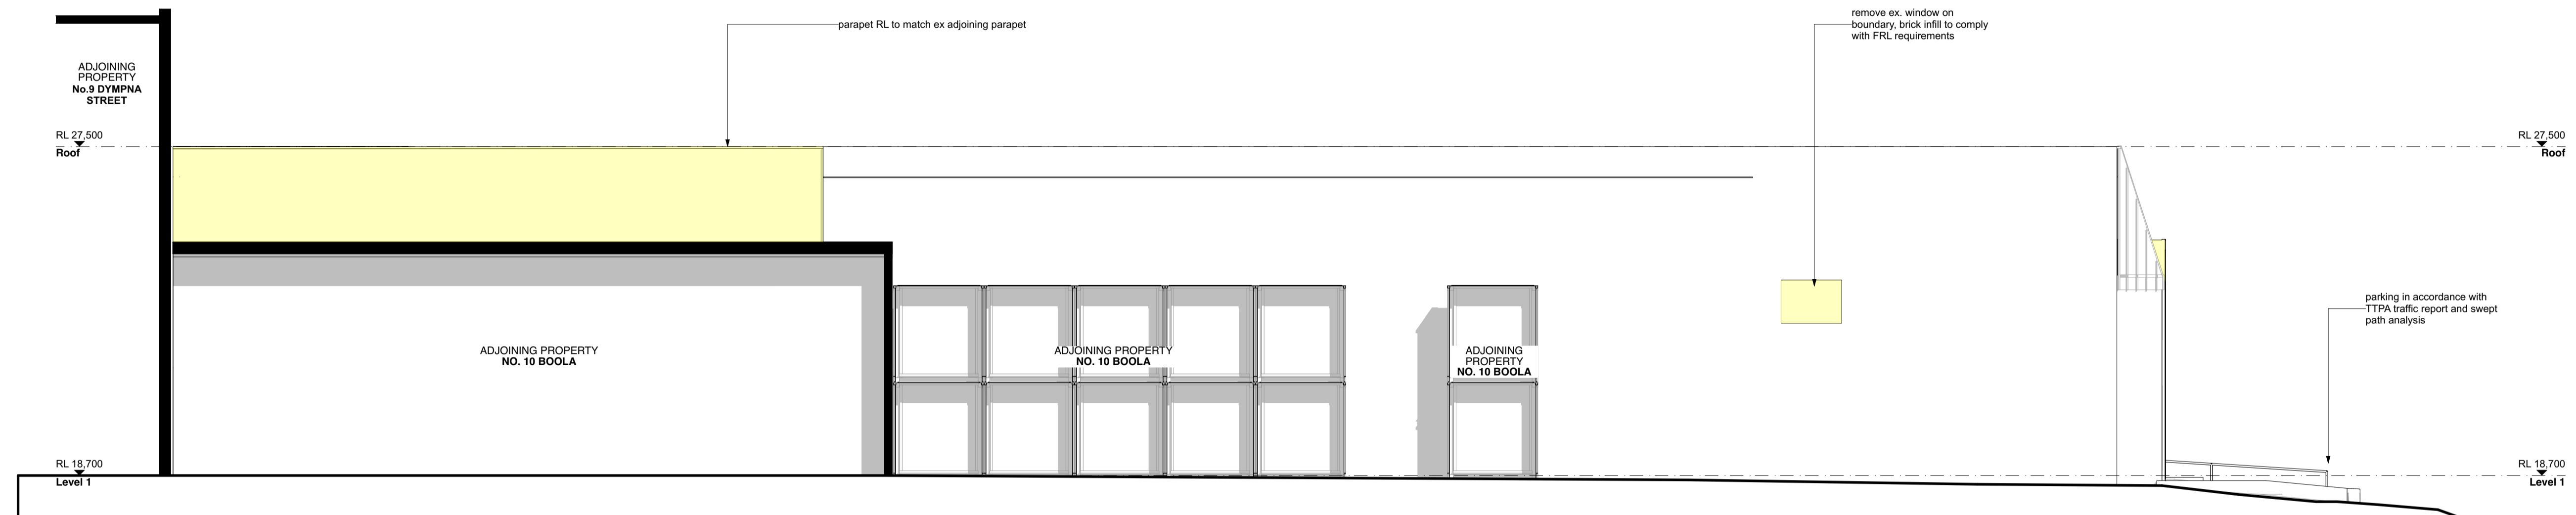 parapet RL to match ex adjoining parapet
remove ex. window on
boundary, brick infill to comply
with FRL requirements
ADJOINING
PROPERTY
No.9 DYMPNA
STREET
RL 27,500
Roof
RL 27,500
Roof
parking in accordance with
TTPA traffic report and swept
path analysis
ADJOINING PROPERTY
NO. 10 BOOLA
ADJOINING PROPERTY
NO. 10 BOOLA
ADJOINING
PROPERTY
NO. 10 BOOLA
RL 18,700
Level 1
RL 18,700
Level 1